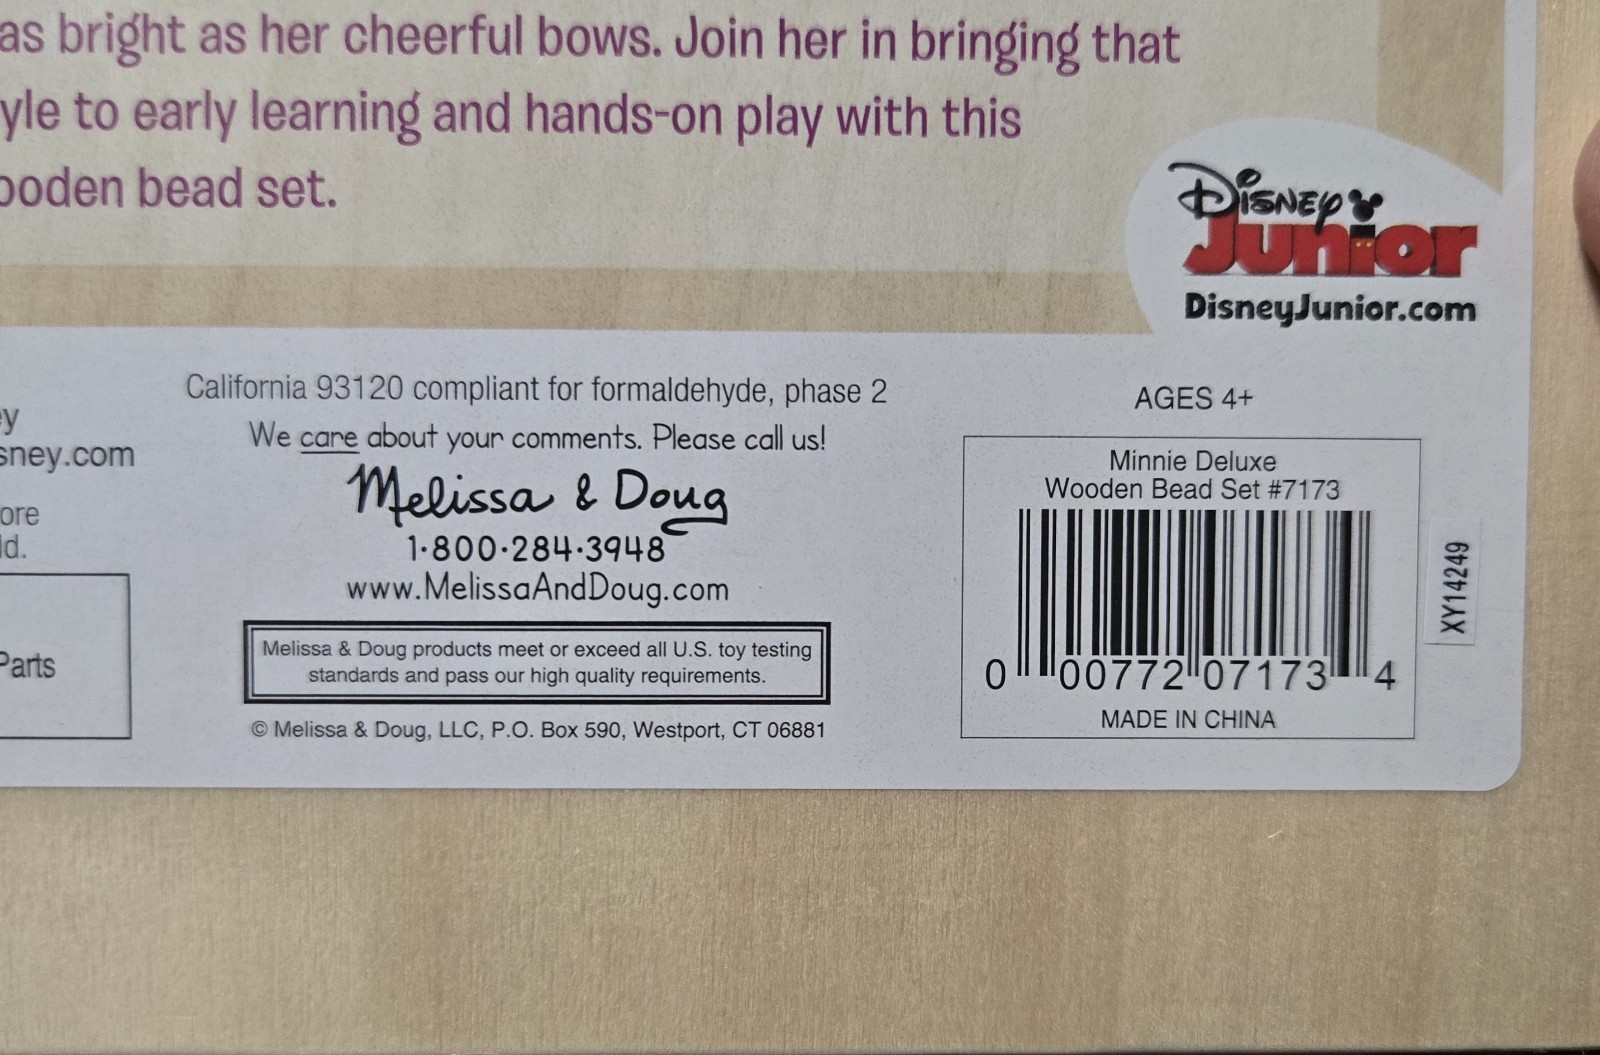 as bright as her cheerful bows. Join her in bringing that
yle to early learning and hands-on play with this
ooden bead set.
Disney
Junior
DisneyJunior.com
ey
sney.com
ore
ld.
Parts
California 93120 compliant for formaldehyde, phase 2
We care about your comments. Please call us!
Melissa & Doug
1·800·284·3948
www.MelissaAndDoug.com
Melissa & Doug products meet or exceed all U.S. toy testing
standards and pass our high quality requirements.
© Melissa & Doug, LLC, P.O. Box 590, Westport, CT 06881
AGES 4+
Minnie Deluxe
Wooden Bead Set #7173
0 00772 07173 4
MADE IN CHINA
XY14249